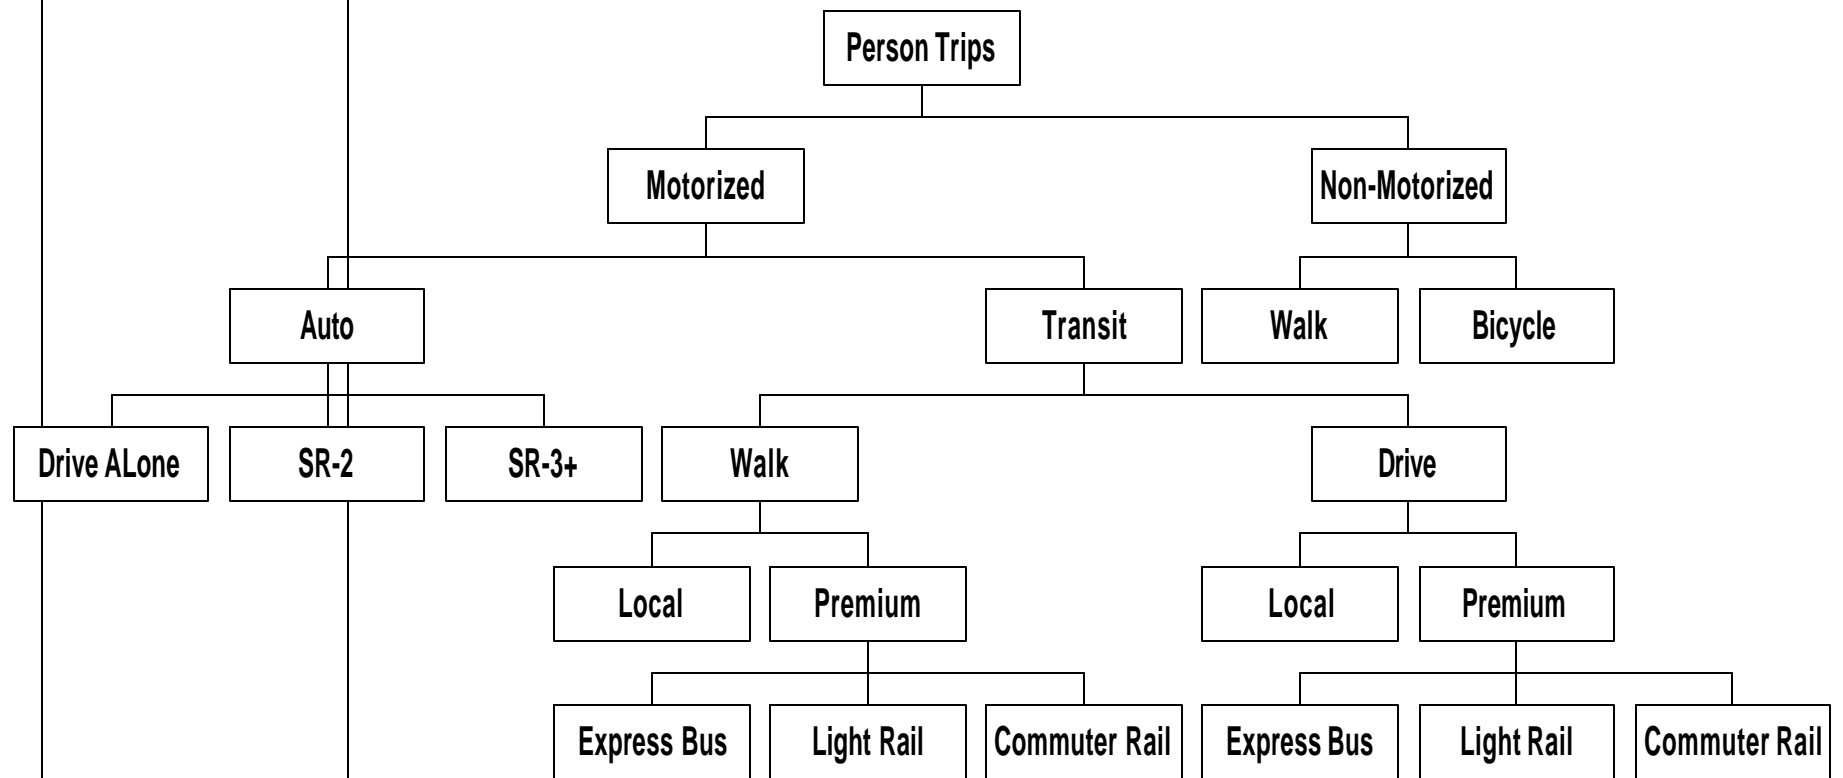 Person Trips
Motorized
Non-Motorized
Auto
Transit
Walk
Bicycle
Drive ALone
SR-2
SR-3+
Walk
Drive
Local
Premium
Local
Premium
Express Bus
Light Rail
Commuter Rail
Express Bus
Light Rail
Commuter Rail